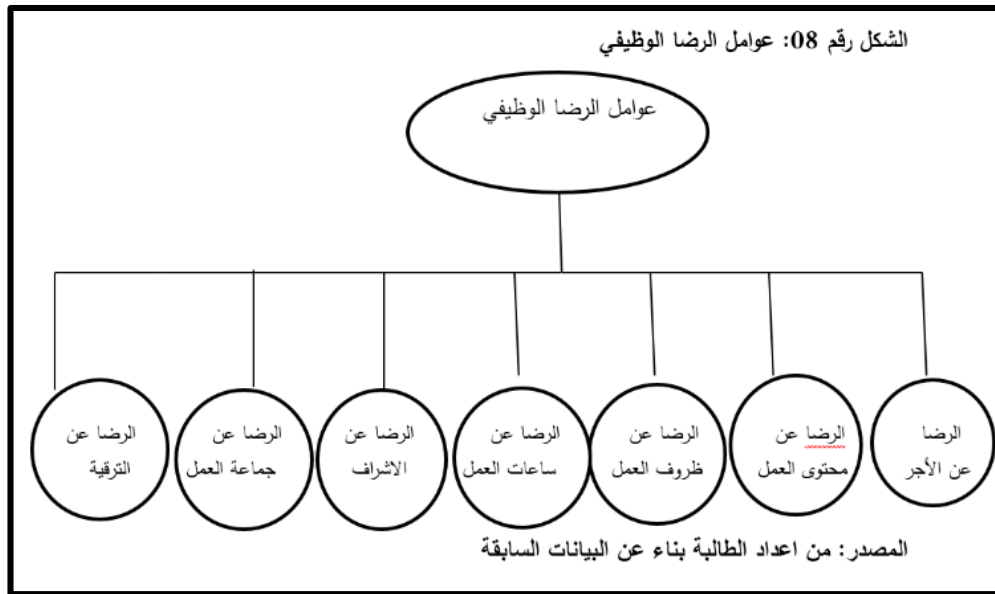 الشكل رقم 08: عوامل الرضا الوظيفي
عوامل الرضا الوظيفي
الرضا
عن الأجر
الرضا عن
محتوى العمل
الرضا عن
ظروف العمل
الرضا عن
ساعات العمل
الرضا عن
الاشراف
الرضا عن
جماعة العمل
الرضا عن
الترقية
المصدر: من اعداد الطالبة بناء عن البيانات السابقة